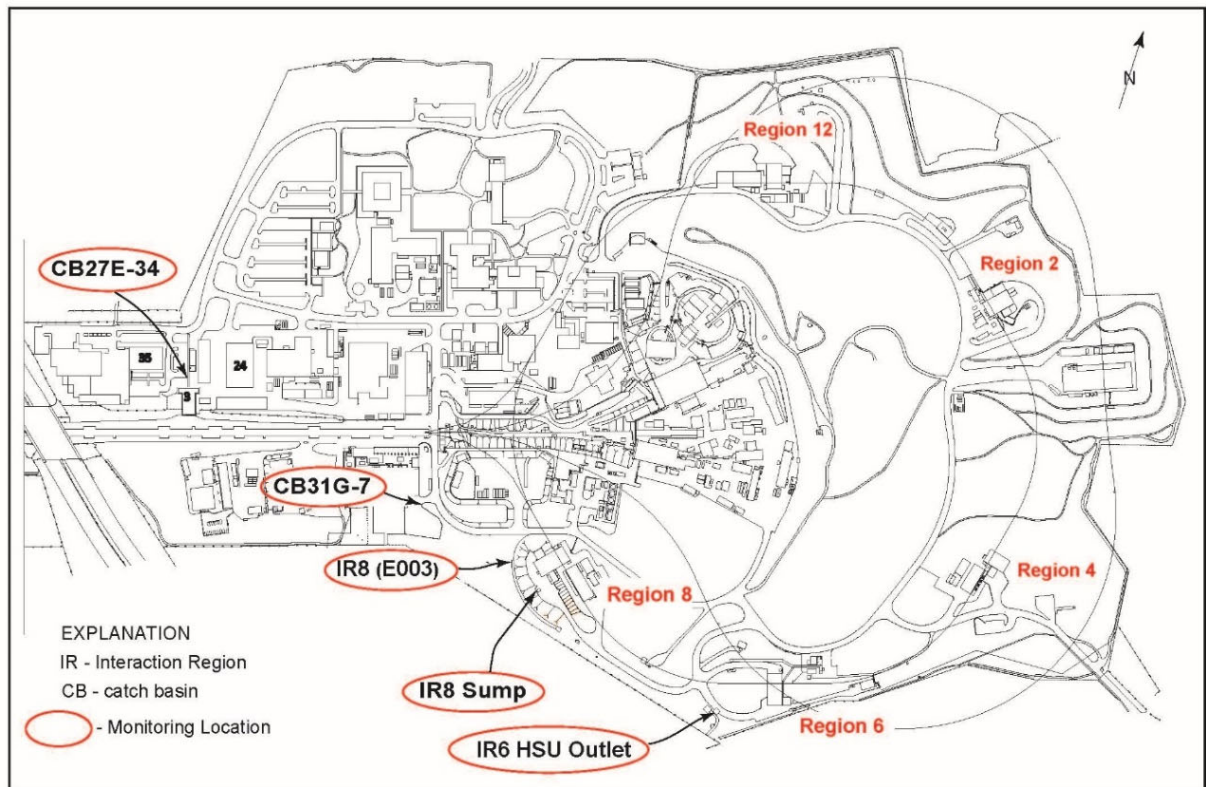 N
Region 12
Region 2
CB27E-34
35
24
3
CB31G-7
IR8 (E003)
Region 4
Region 8
IR8 Sump
Region 6
IR6 HSU Outlet
EXPLANATION
IR - Interaction Region
CB - catch basin
- Monitoring Location